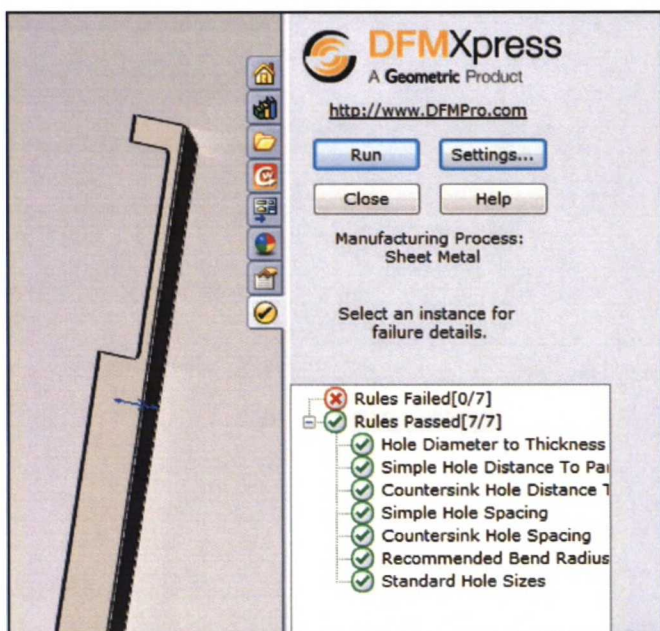 DFMXpress
A Geometric Product
http://www.DFMPro.com
Run
Settings...
Close
Help
Manufacturing Process:
Sheet Metal
Select an instance for
failure details.
Rules Failed[0/7]
Rules Passed[7/7]
Hole Diameter to Thickness
Simple Hole Distance To
Countersink Hole Distance
Simple Hole Spacing
Countersink Hole Spacing
Recommended Bend Radius
Standard Hole Sizes